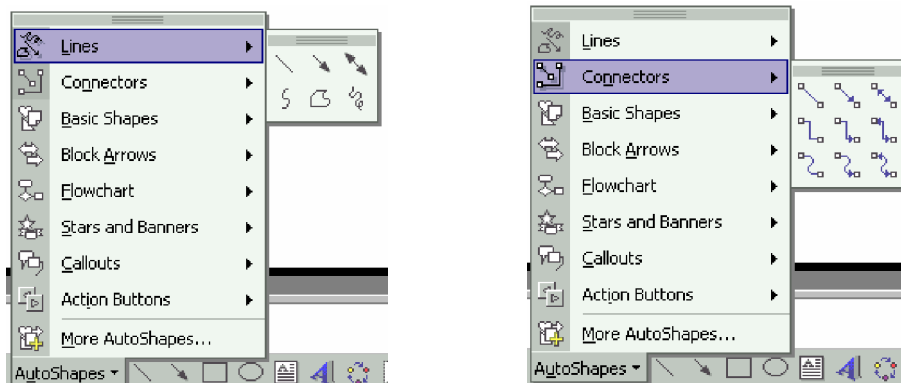 Lines
Connectors
Basic Shapes
Block Arrows
Flowchart
Stars and Banners
Callouts
Action Buttons
More AutoShapes...
AutoShapes
Lines
Connectors
Basic Shapes
Block Arrows
Flowchart
Stars and Banners
Callouts
Action Buttons
More AutoShapes...
AutoShapes